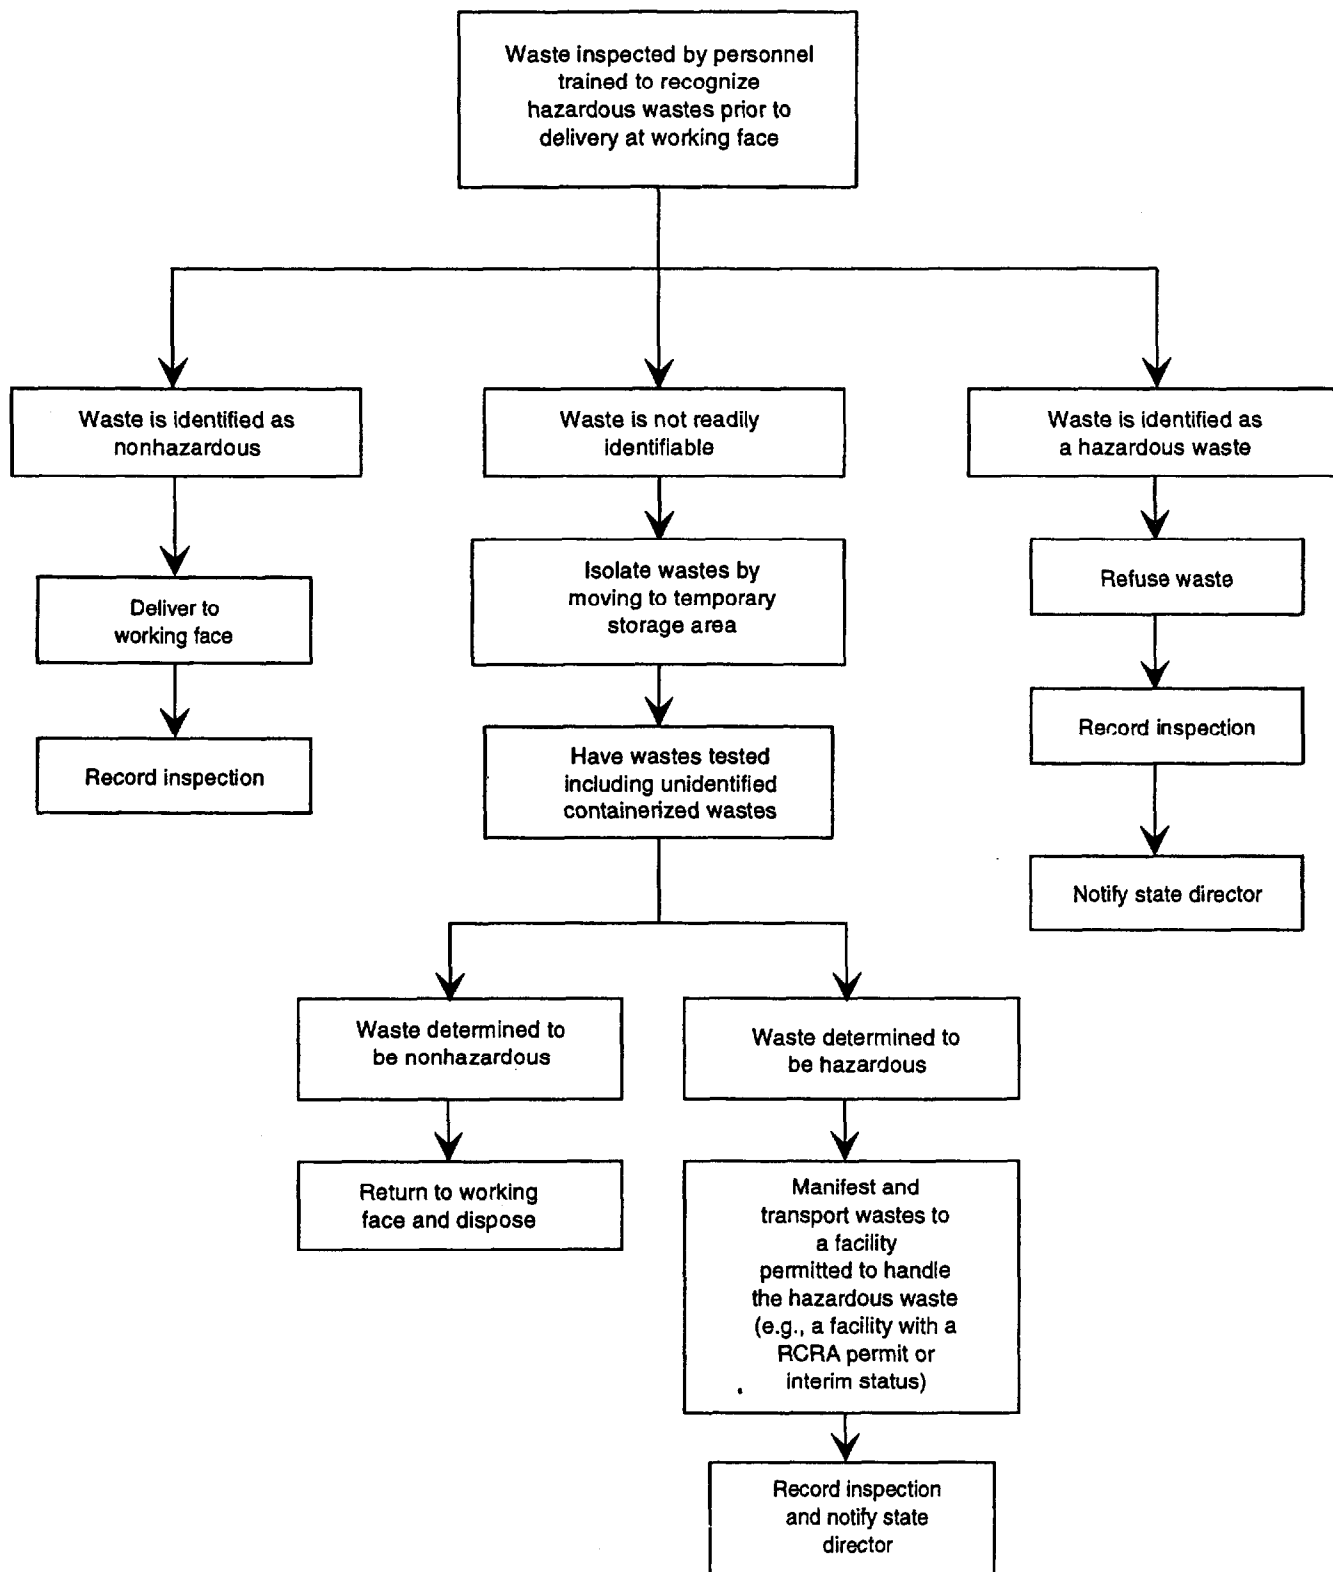 Waste inspected by personnel
trained to recognize
hazardous wastes prior to
delivery at working face
Waste is identified as
nonhazardous
Waste is not readily
identifiable
Waste is identified as
a hazardous waste
Deliver to
working face
Isolate wastes by
moving to temporary
storage area
Refuse waste
Record inspection
Have wastes tested
including unidentified
containerized wastes
Record inspection
Notify state director
Waste determined to
be nonhazardous
Waste determined to
be hazardous
Return to working
face and dispose
Manifest and
transport wastes to
a facility
permitted to handle
the hazardous waste
(e.g., a facility with a
RCRA permit or
interim status)
Record inspection
and notify state
director